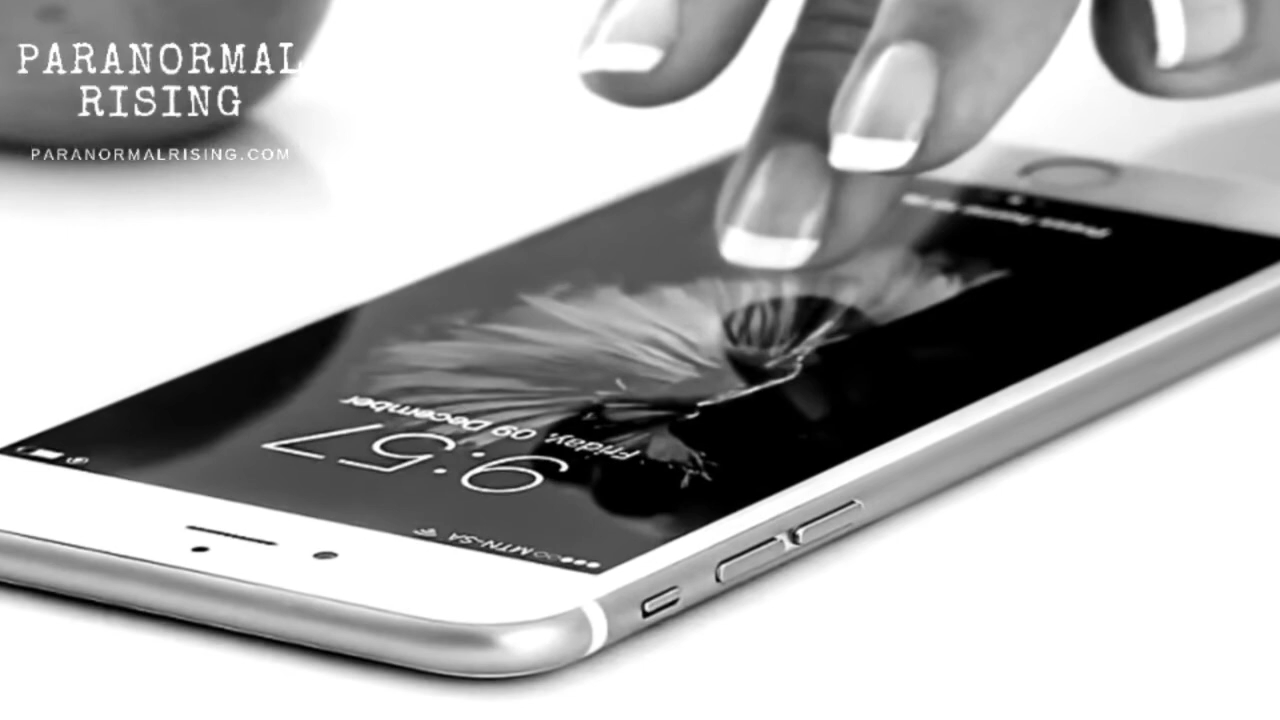 PARANORMAL
RISING
PARANORMALRISING.COM
MTN-SA
9:57
Friday, 09 December